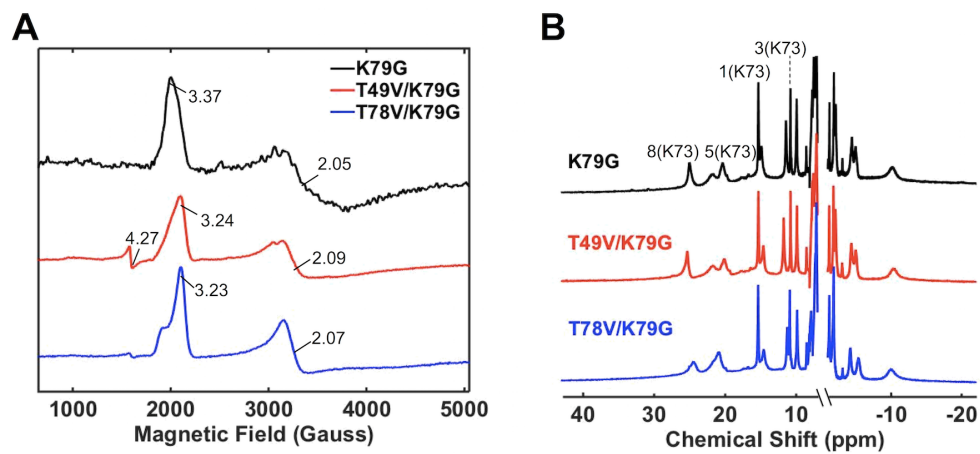 A
K79G
T49V/K79G
T78V/K79G
3.37
2.05
4.27
3.24
2.09
3.23
2.07
1000 2000 3000 4000 5000
Magnetic Field (Gauss)
B
3(K73)
1(K73)
8(K73) 5(K73)
K79G
T49V/K79G
T78V/K79G
40 30 20 10 -10 -20
Chemical Shift (ppm)